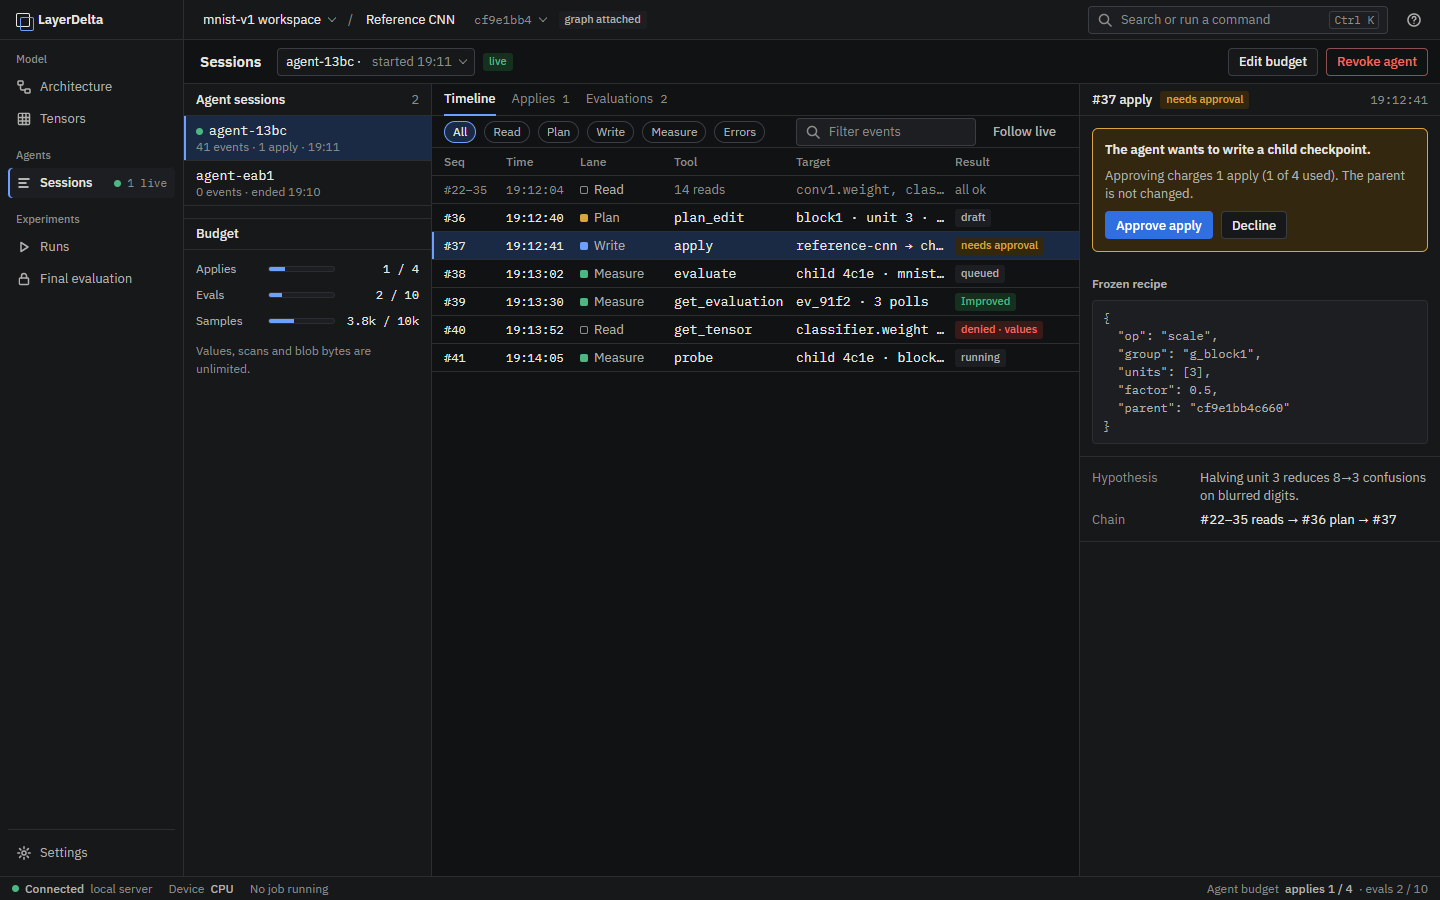 LayerDelta
mnist-v1 workspace / Reference CNN cf9e1bb4 graph attached
Search or run a command Ctrl K
Model
Architecture
Tensors
Agents
Sessions 1 live
Experiments
Runs
Final evaluation
Settings
Sessions agent-13bc · started 19:11 live
Edit budget Revoke agent
Agent sessions 2
agent-13bc
41 events · 1 apply · 19:11
agent-eab1
0 events · ended 19:10
Budget
Applies 1 / 4
Evals 2 / 10
Samples 3.8k / 10k
Values, scans and blob bytes are
unlimited.
Timeline Applies 1 Evaluations 2
All Read Plan Write Measure Errors Filter events Follow live
Seq Time Lane Tool Target Result
#22–35 19:12:04 Read 14 reads conv1.weight, clas… all ok
#36 19:12:40 Plan plan_edit block1 · unit 3 · … draft
#37 19:12:41 Write apply reference-cnn → ch… needs approval
#38 19:13:02 Measure evaluate child 4c1e · mnist… queued
#39 19:13:30 Measure get_evaluation ev_91f2 · 3 polls Improved
#40 19:13:52 Read get_tensor classifier.weight … denied · values
#41 19:14:05 Measure probe child 4c1e · block… running
#37 apply needs approval 19:12:41
The agent wants to write a child checkpoint.
Approving charges 1 apply (1 of 4 used). The parent
is not changed.
Approve apply Decline
Frozen recipe
{
"op": "scale",
"group": "g_block1",
"units": [3],
"factor": 0.5,
"parent": "cf9e1bb4c660"
}
Hypothesis Halving unit 3 reduces 8→3 confusions
on blurred digits.
Chain #22–35 reads → #36 plan → #37
Connected local server Device CPU No job running
Agent budget applies 1 / 4 · evals 2 / 10